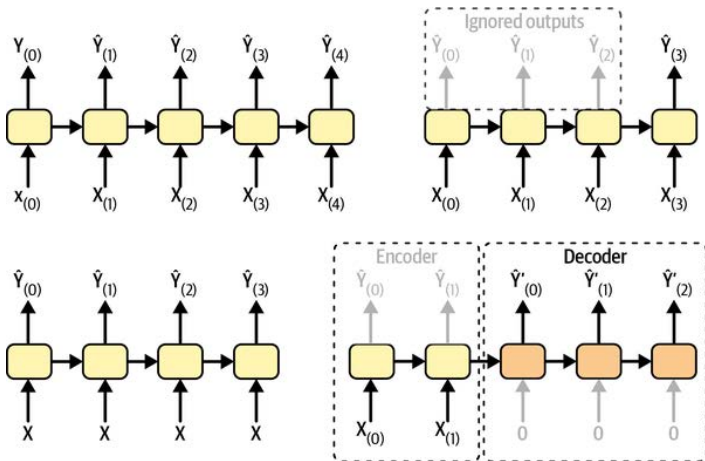 Ignored outputs
Y(0) Ŷ(1) Ŷ(2) Ŷ(3) Ŷ(4)
Ŷ(0) Ŷ(1) Ŷ(2) Ŷ(3)
x(0) X(1) X(2) X(3) X(4)
X(0) X(1) X(2) X(3)
Encoder Decoder
Ŷ(0) Ŷ(1) Ŷ(2) Ŷ(3)
Ŷ(0) Ŷ(1) Ŷ'(0) Ŷ'(1) Ŷ'(2)
X X X X
X(0) X(1) 0 0 0